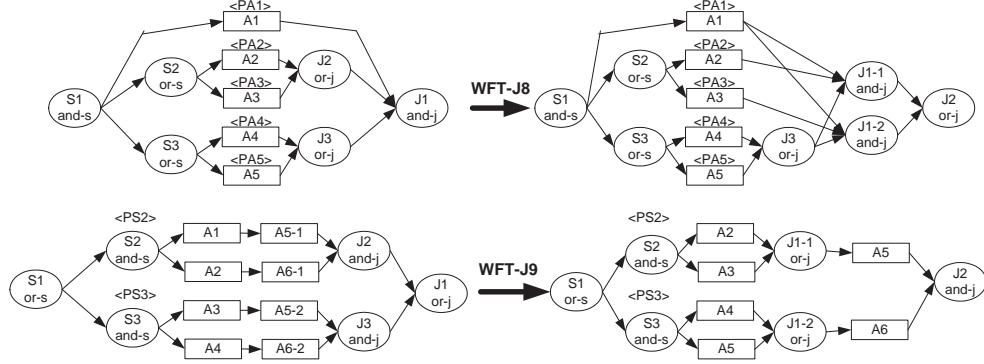 <PA1>
A1
<PA2>
A2
<PA3>
A3
<PA4>
A4
<PA5>
A5
S1
and-s
S2
or-s
S3
or-s
J2
or-j
J3
or-j
J1
and-j
WFT-J8
<PA1>
A1
<PA2>
A2
<PA3>
A3
<PA4>
A4
<PA5>
A5
S1
and-s
S2
or-s
S3
or-s
J3
or-j
J1-1
and-j
J1-2
and-j
J2
or-j
<PS2>
S2
and-s
S1
or-s
<PS3>
S3
and-s
A1
A5-1
A2
A6-1
A3
A5-2
A4
A6-2
J2
and-j
J3
and-j
J1
or-j
WFT-J9
<PS2>
S2
and-s
S1
or-s
<PS3>
S3
and-s
A2
A3
A4
A5
J1-1
or-j
J1-2
or-j
A5
A6
J2
and-j